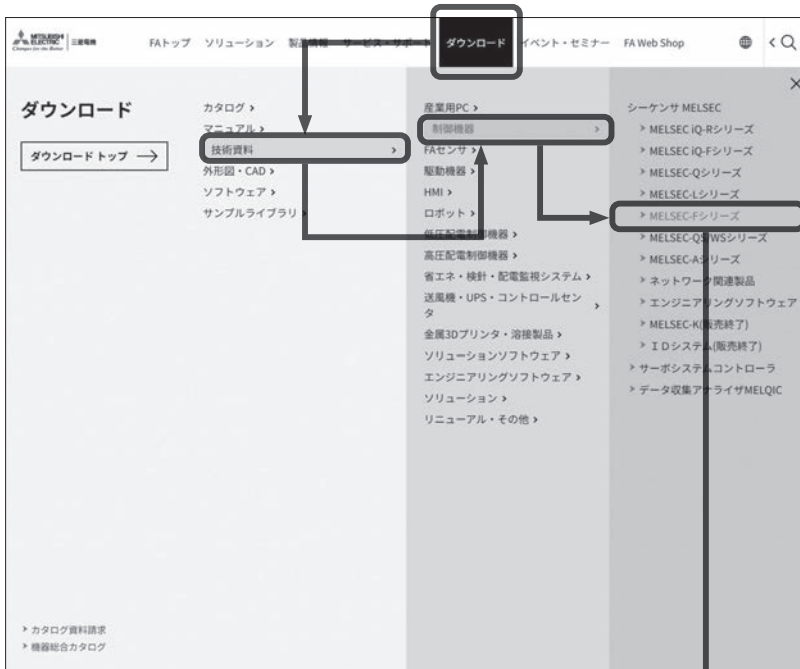 MITSUBISHI ELECTRIC 三菱電機
Changes for the Better
FAトップ ソリューション 製品情報 サービス・サポート ダウンロード イベント・セミナー FA Web Shop
ダウンロード
ダウンロード トップ
カタログ
マニュアル
技術資料
外形図・CAD
ソフトウェア
サンプルライブラリ
産業用PC
制御機器
FAセンサ
駆動機器
HMI
ロボット
低圧配電制御機器
高圧配電制御機器
省エネ・検針・配電監視システム
送風機・UPS・コントロールセン
タ
金属3Dプリンタ・溶接製品
ソリューションソフトウェア
エンジニアリングソフトウェア
ソリューション
リニューアル・その他
シーケンサ MELSEC
MELSEC iQ-Rシリーズ
MELSEC iQ-Fシリーズ
MELSEC-Qシリーズ
MELSEC-Lシリーズ
MELSEC-Fシリーズ
MELSEC-QS/WSシリーズ
MELSEC-Aシリーズ
ネットワーク関連製品
エンジニアリングソフトウェア
MELSEC-K(販売終了)
IDシステム(販売終了)
サーボシステムコントローラ
データ収集アナライザMELQIC
カタログ資料請求
機器総合カタログ